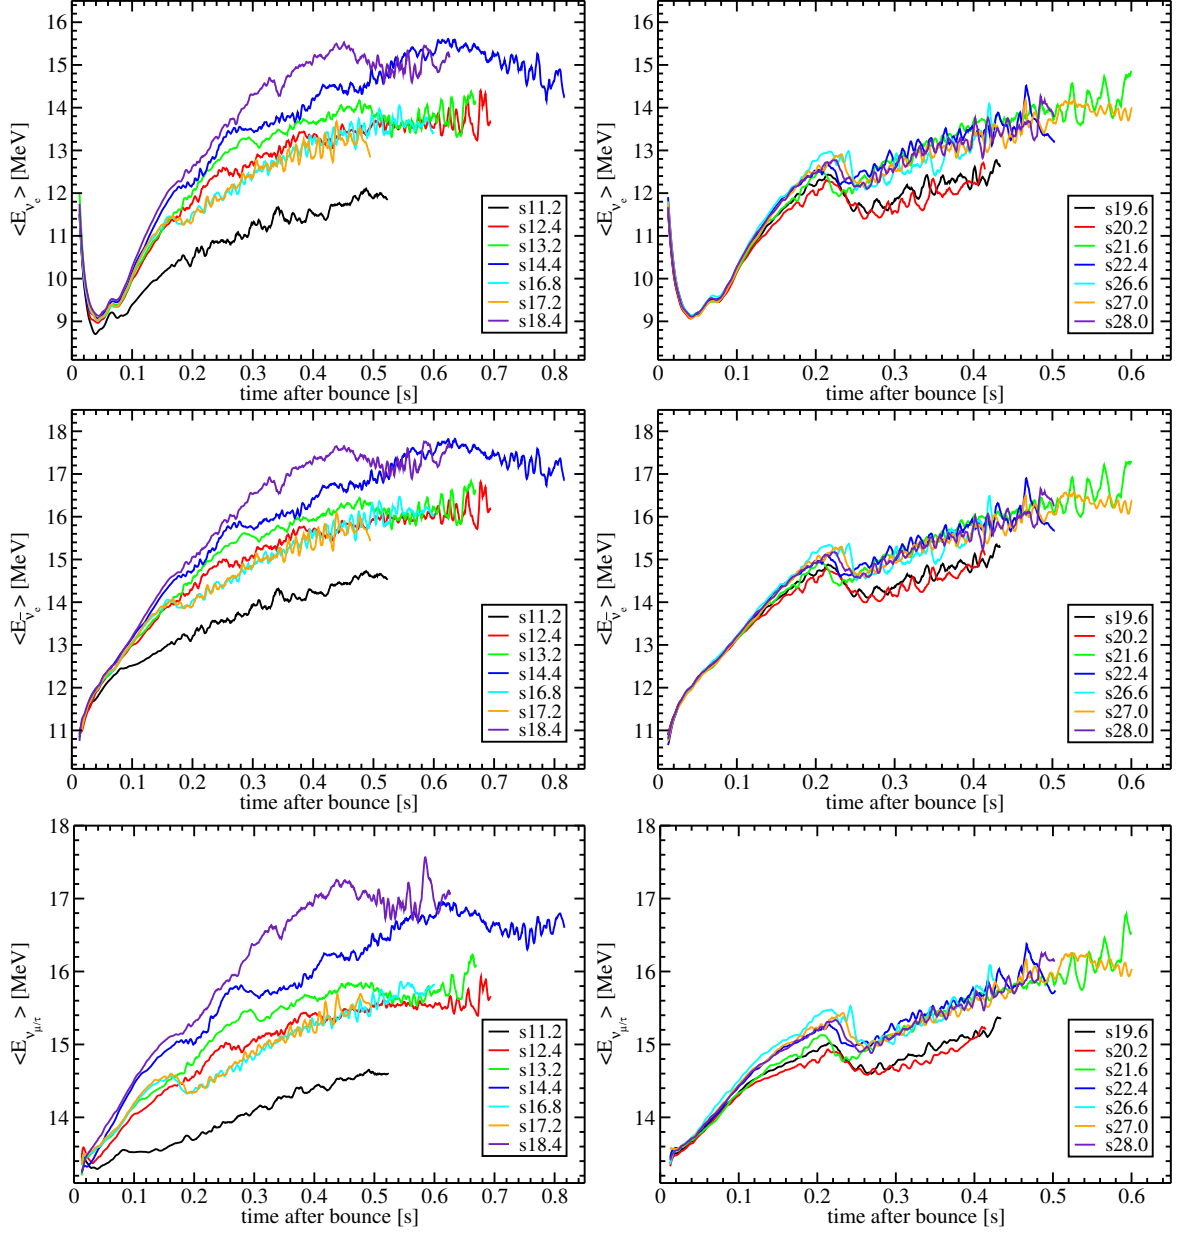 16
15
14
13
12
11
10
9
<E_νe> [MeV]
s11.2
s12.4
s13.2
s14.4
s16.8
s17.2
s18.4
0 0.1 0.2 0.3 0.4 0.5 0.6 0.7 0.8
time after bounce [s]
16
15
14
13
12
11
10
9
<E_νe> [MeV]
s19.6
s20.2
s21.6
s22.4
s26.6
s27.0
s28.0
0 0.1 0.2 0.3 0.4 0.5 0.6
time after bounce [s]
18
17
16
15
14
13
12
11
<E_ν̄e> [MeV]
s11.2
s12.4
s13.2
s14.4
s16.8
s17.2
s18.4
0 0.1 0.2 0.3 0.4 0.5 0.6 0.7 0.8
time after bounce [s]
18
17
16
15
14
13
12
11
<E_ν̄e> [MeV]
s19.6
s20.2
s21.6
s22.4
s26.6
s27.0
s28.0
0 0.1 0.2 0.3 0.4 0.5 0.6
time after bounce [s]
18
17
16
15
14
<E_νμ/τ> [MeV]
s11.2
s12.4
s13.2
s14.4
s16.8
s17.2
s18.4
0 0.1 0.2 0.3 0.4 0.5 0.6 0.7 0.8
time after bounce [s]
18
17
16
15
14
<E_νμ/τ> [MeV]
s19.6
s20.2
s21.6
s22.4
s26.6
s27.0
s28.0
0 0.1 0.2 0.3 0.4 0.5 0.6
time after bounce [s]